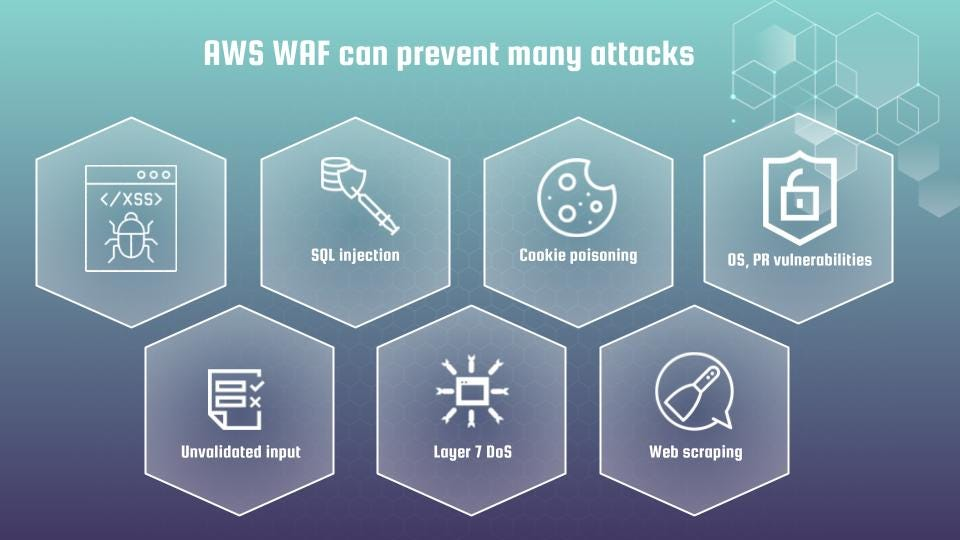 AWS WAF can prevent many attacks
</XSS>
SQL injection
Cookie poisoning
OS, PR vulnerabilities
Unvalidated input
Layer 7 DoS
Web scraping